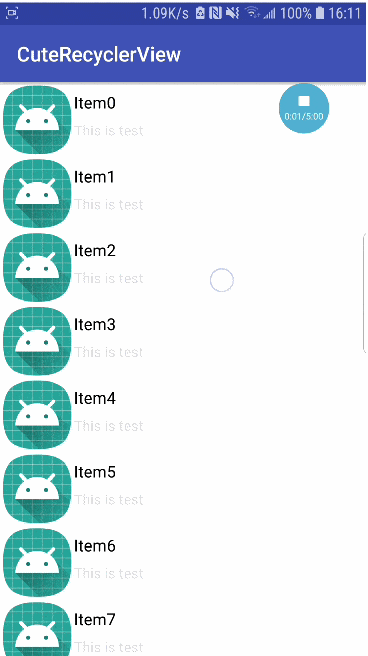 1.09K/s 100% 16:11
CuteRecyclerView
Item0
This is test
0:01/5:00
Item1
This is test
Item2
This is test
Item3
This is test
Item4
This is test
Item5
This is test
Item6
This is test
Item7
This is test